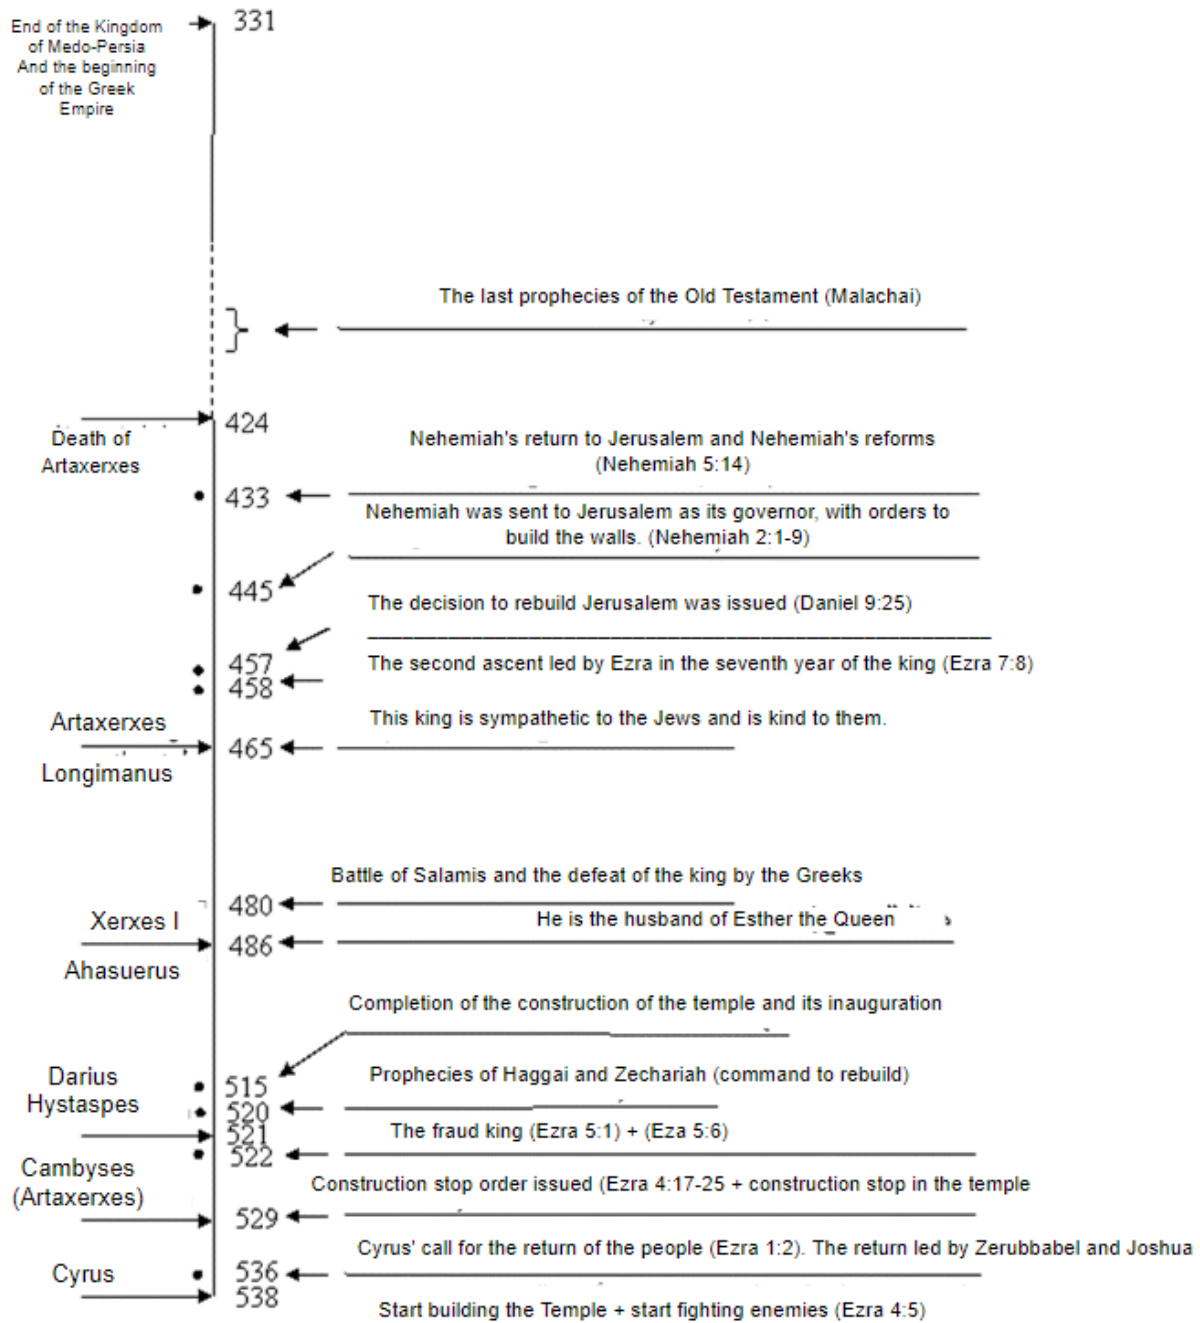 End of the Kingdom
of Medo-Persia
And the beginning
of the Greek
Empire
331
The last prophecies of the Old Testament (Malachai)
424
Death of
Artaxerxes
Nehemiah's return to Jerusalem and Nehemiah's reforms
(Nehemiah 5:14)
433
Nehemiah was sent to Jerusalem as its governor, with orders to
build the walls. (Nehemiah 2:1-9)
445
The decision to rebuild Jerusalem was issued (Daniel 9:25)
457
The second ascent led by Ezra in the seventh year of the king (Ezra 7:8)
458
Artaxerxes
Longimanus
This king is sympathetic to the Jews and is kind to them.
465
Battle of Salamis and the defeat of the king by the Greeks
480
Xerxes I
Ahasuerus
He is the husband of Esther the Queen
486
Completion of the construction of the temple and its inauguration
515
Darius
Hystaspes
Prophecies of Haggai and Zechariah (command to rebuild)
520
521
The fraud king (Ezra 5:1) + (Eza 5:6)
522
Cambyses
(Artaxerxes)
Construction stop order issued (Ezra 4:17-25 + construction stop in the temple
529
Cyrus' call for the return of the people (Ezra 1:2). The return led by Zerubbabel and Joshua
Cyrus
536
538
Start building the Temple + start fighting enemies (Ezra 4:5)